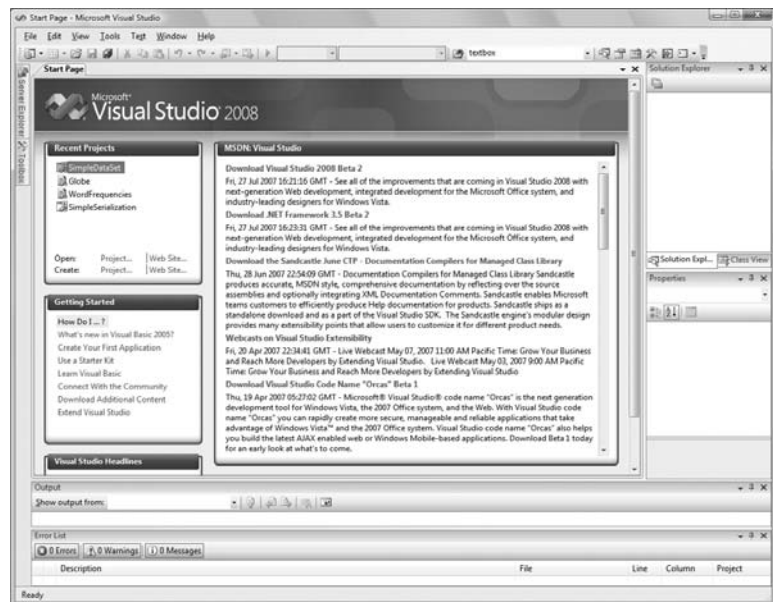 Start Page - Microsoft Visual Studio
File Edit View Tools Test Window Help
textbox
Start Page
Solution Explorer
Server Explorer
Toolbox
Microsoft®
Visual Studio 2008
Recent Projects
SimpleDataSet
Globe
WordFrequencies
SimpleSerialization
Open: Project... Web Site...
Create: Project... Web Site...
Getting Started
How Do I ... ?
What's new in Visual Basic 2005?
Create Your First Application
Use a Starter Kit
Learn Visual Basic
Connect With the Community
Download Additional Content
Extend Visual Studio
Visual Studio Headlines
MSDN: Visual Studio
Download Visual Studio 2008 Beta 2
Fri, 27 Jul 2007 16:21:16 GMT - See all of the improvements that are coming in Visual Studio 2008 with
next-generation Web development, integrated development for the Microsoft Office system, and
industry-leading designers for Windows Vista.
Download .NET Framework 3.5 Beta 2
Fri, 27 Jul 2007 16:23:31 GMT - See all of the improvements that are coming in Visual Studio 2008 with
next-generation Web development, integrated development for the Microsoft Office system, and
industry-leading designers for Windows Vista.
Download the Sandcastle June CTP - Documentation Compilers for Managed Class Library
Thu, 28 Jun 2007 22:54:09 GMT - Documentation Compilers for Managed Class Library Sandcastle
produces accurate, MSDN style, comprehensive documentation by reflecting over the source
assemblies and optionally integrating XML Documentation Comments. Sandcastle enables Microsoft
teams customers to efficiently produce Help documentation for products. Sandcastle ships as a
standalone download and as a part of the Visual Studio SDK. The Sandcastle engine's modular design
provides many extensibility points that allow users to customize it for different product needs.
Webcasts on Visual Studio Extensibility
Fri, 20 Apr 2007 22:34:41 GMT - Live Webcast May 07, 2007 11:00 AM Pacific Time: Grow Your Business
and Reach More Developers by Extending Visual Studio. Live Webcast May 03, 2007 9:00 AM Pacific
Time: Grow Your Business and Reach More Developers by Extending Visual Studio
Download Visual Studio Code Name "Orcas" Beta 1
Thu, 19 Apr 2007 05:27:02 GMT - Microsoft® Visual Studio® code name "Orcas" is the next generation
development tool for Windows Vista, the 2007 Office system, and the Web. With Visual Studio code
name "Orcas" you can rapidly create more secure, manageable and reliable applications that take
advantage of Windows Vista™ and the 2007 Office system. Visual Studio code name "Orcas" also helps
you build the latest AJAX enabled web or Windows Mobile-based applications. Download Beta 1 today
for an early look at what's to come.
Solution Expl... Class View
Properties
Output
Show output from:
Error List
0 Errors 0 Warnings 0 Messages
Description File Line Column Project
Ready